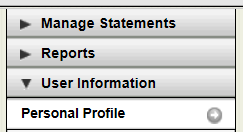 Manage Statements
Reports
User Information
Personal Profile